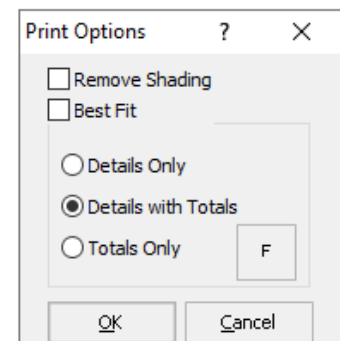 Print Options ?
Remove Shading
Best Fit
Details Only
Details with Totals
Totals Only F
OK Cancel